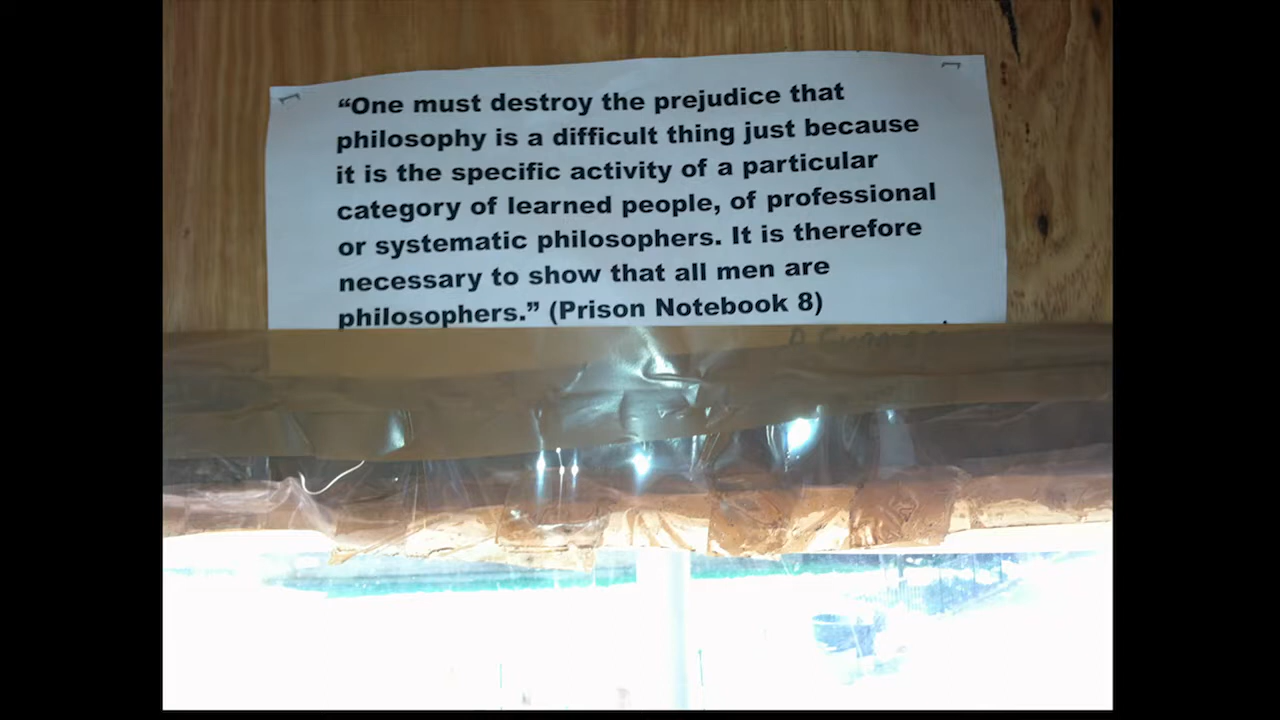 “One must destroy the prejudice that
philosophy is a difficult thing just because
it is the specific activity of a particular
category of learned people, of professional
or systematic philosophers. It is therefore
necessary to show that all men are
philosophers.” (Prison Notebook 8)